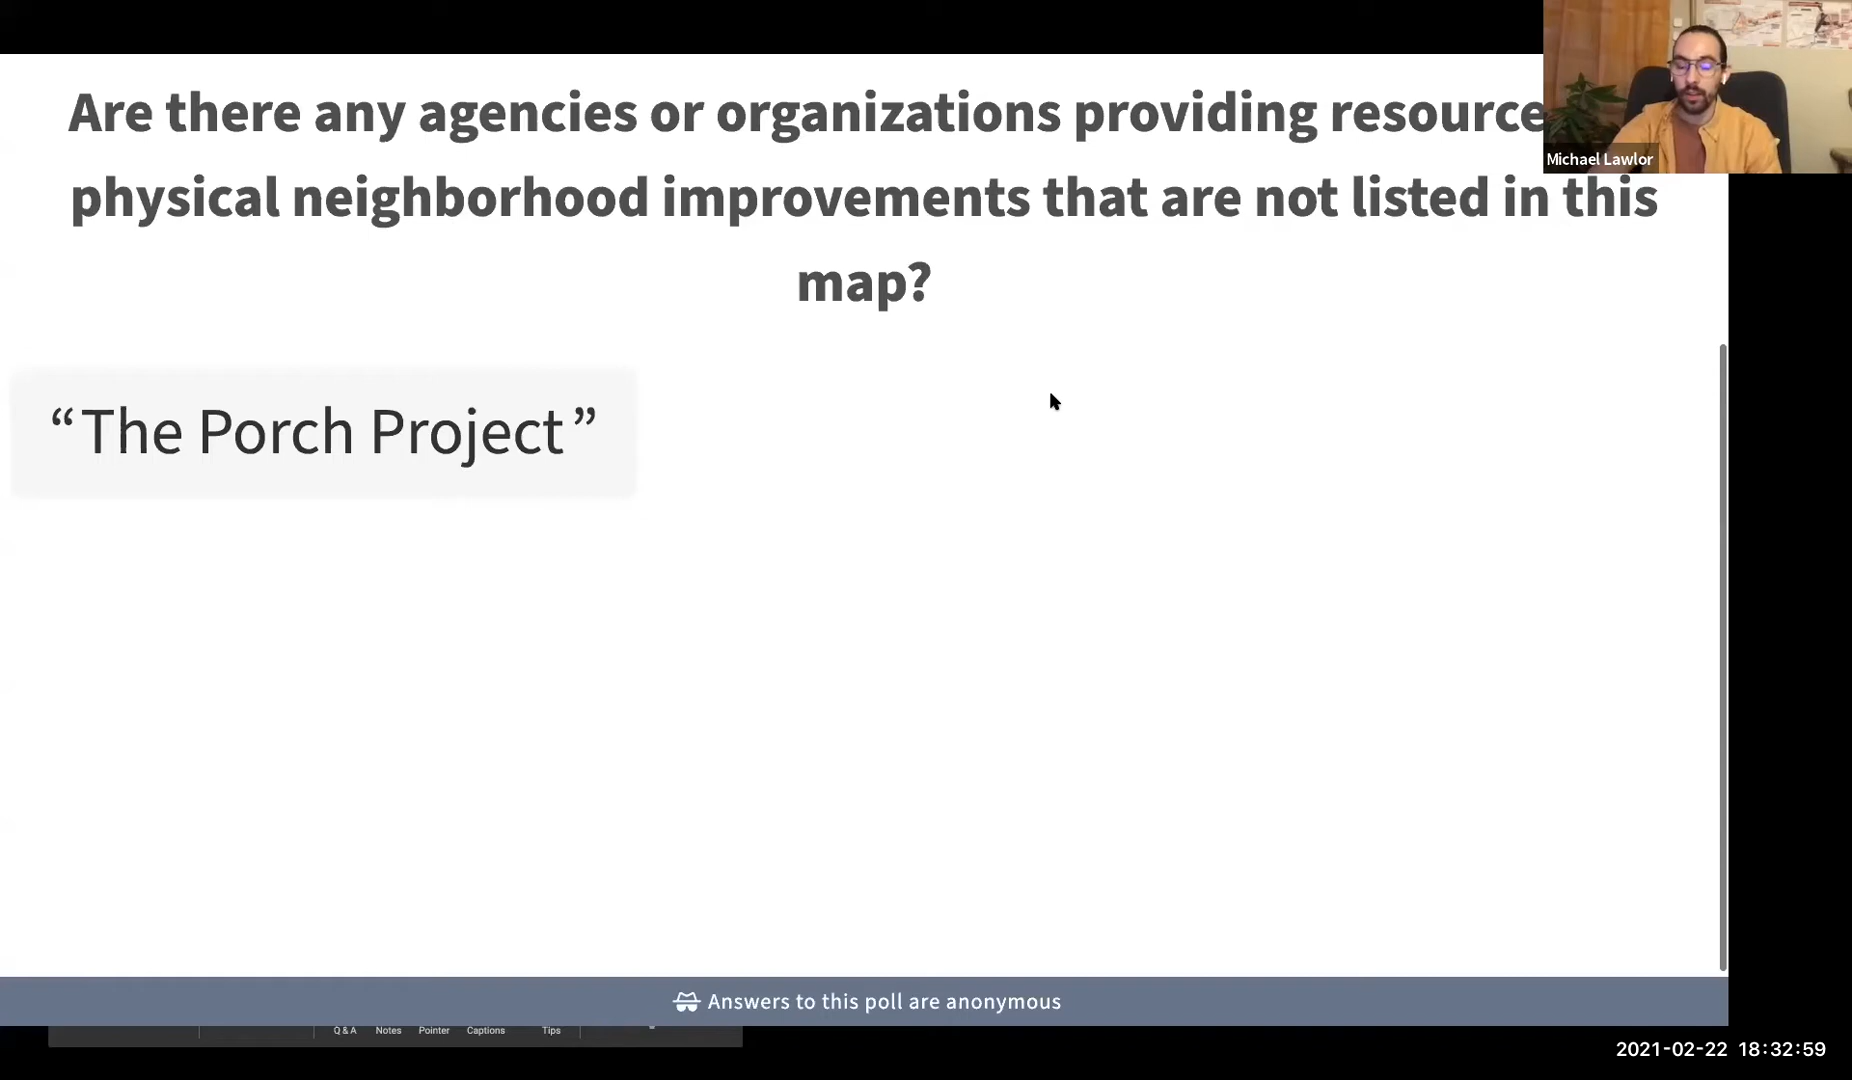 Are there any agencies or organizations providing resource
physical neighborhood improvements that are not listed in this
map?
Michael Lawlor
“The Porch Project”
Answers to this poll are anonymous
Q & A Notes Pointer Captions Tips
2021-02-22 18:32:59